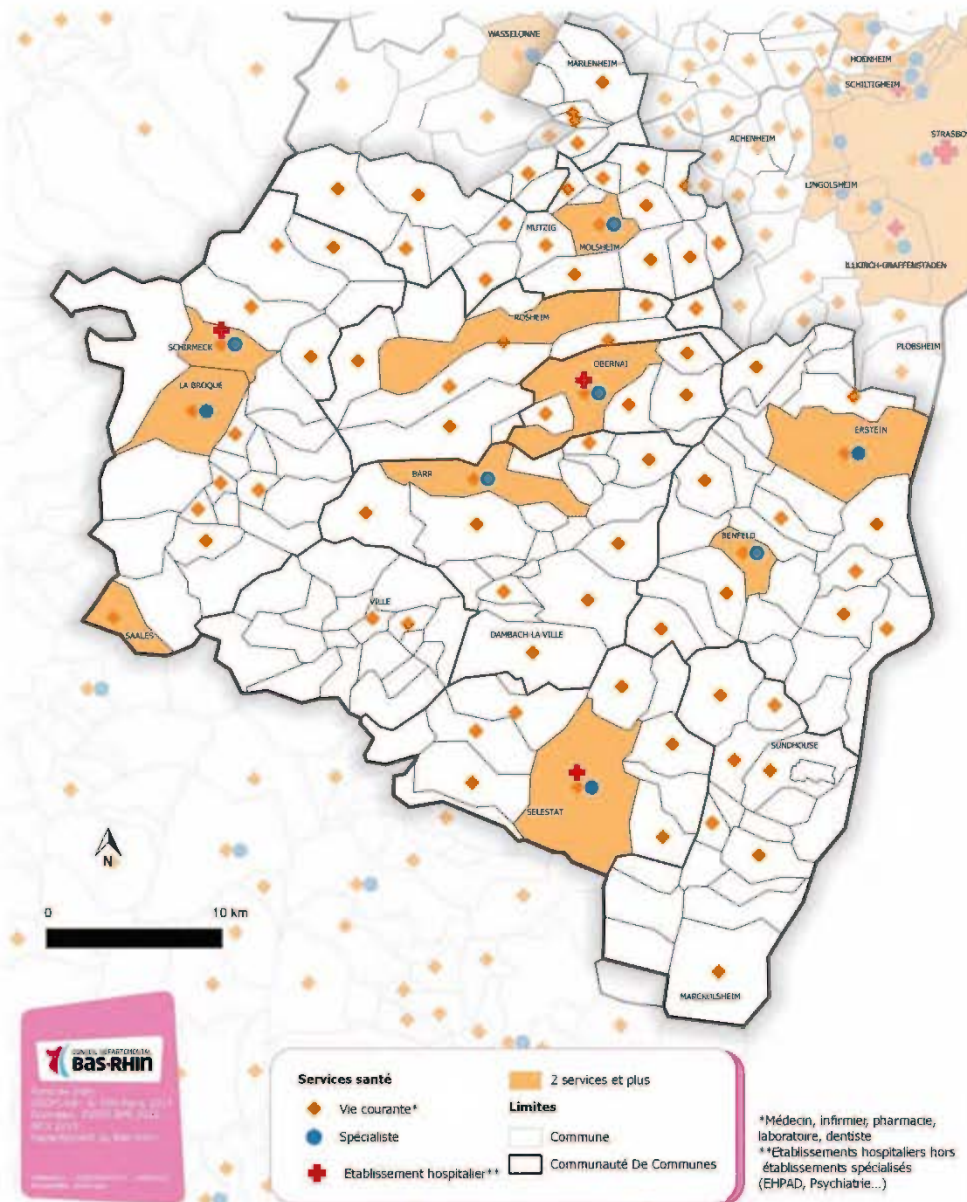 WASSELONNE
MARLENHEIM
HOENHEIM
SCHILTIGHEIM
ACHENHEIM
STRASBO
LINGOLSHEIM
MUTZIG
MOLSHEIM
ILLKIRCH-GRAFFENSTADEN
ROSHEIM
SCHIRMECK
PLOBSHEIM
OBERNAI
LA BROQUE
ERSTEIN
BARR
BENFELD
VILLE
SAALES
DAMBACH-LA-VILLE
SUNDHOUSE
SELESTAT
N
0 10 km
MARCKOLSHEIM
CONSEIL DEPARTEMENTAL
BAS-RHIN
Services santé
Vie courante*
Spécialiste
Etablissement hospitalier**
2 services et plus
Limites
Commune
Communauté De Communes
*Médecin, infirmier, pharmacie,
laboratoire, dentiste
**Etablissements hospitaliers hors
établissements spécialisés
(EHPAD, Psychiatrie...)